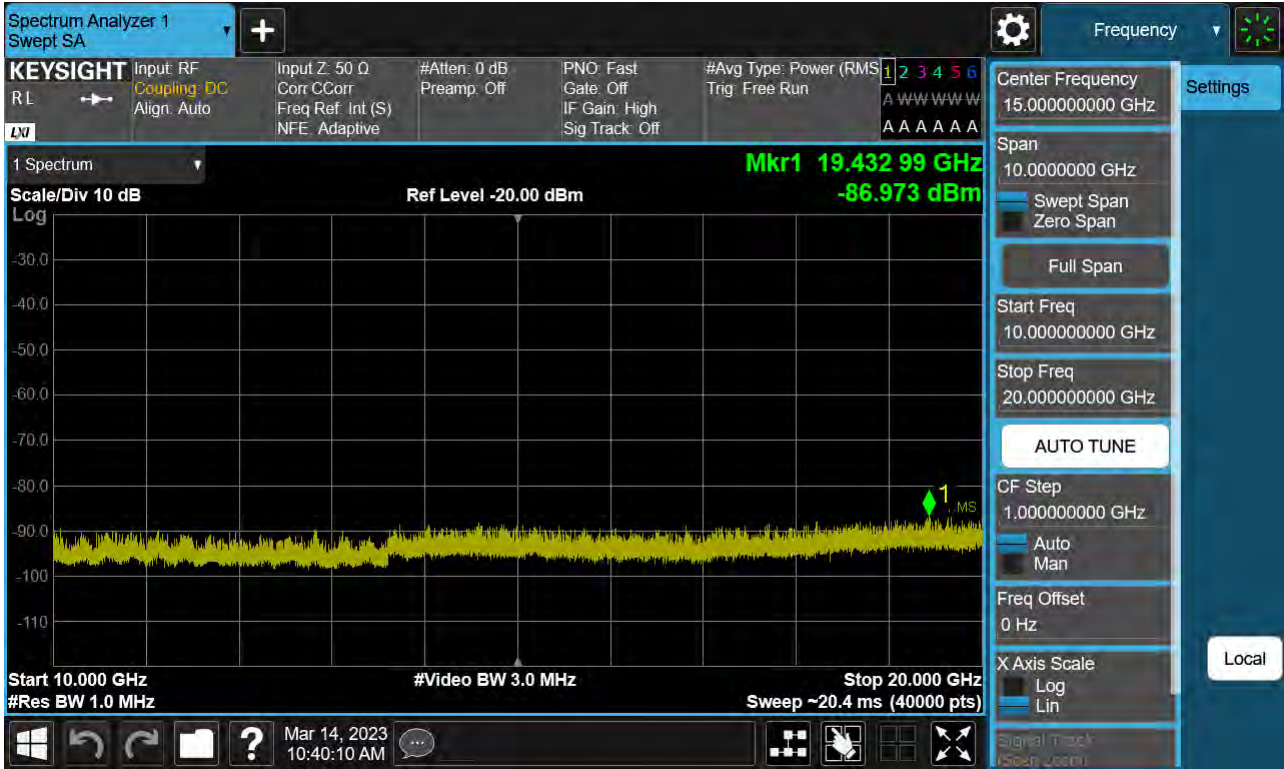 Spectrum Analyzer 1
Swept SA
Frequency
KEYSIGHT
R L
LXI
Input: RF
Coupling: DC
Align: Auto
Input Z: 50 Ω
Corr CCorr
Freq Ref: Int (S)
NFE: Adaptive
#Atten: 0 dB
Preamp: Off
PNO: Fast
Gate: Off
IF Gain: High
Sig Track: Off
#Avg Type: Power (RMS
Trig: Free Run
1 2 3 4 5 6
A W W W W W
A A A A A A
1 Spectrum
Scale/Div 10 dB
Log
Ref Level -20.00 dBm
Mkr1 19.432 99 GHz
-86.973 dBm
-30.0
-40.0
-50.0
-60.0
-70.0
-80.0
-90.0
-100
-110
1
MS
Start 10.000 GHz
#Res BW 1.0 MHz
#Video BW 3.0 MHz
Stop 20.000 GHz
Sweep ~20.4 ms (40000 pts)
Center Frequency
15.000000000 GHz
Span
10.0000000 GHz
Swept Span
Zero Span
Full Span
Start Freq
10.000000000 GHz
Stop Freq
20.000000000 GHz
AUTO TUNE
CF Step
1.000000000 GHz
Auto
Man
Freq Offset
0 Hz
X Axis Scale
Log
Lin
Signal Track
(Span Zoom)
Settings
Local
?
Mar 14, 2023
10:40:10 AM